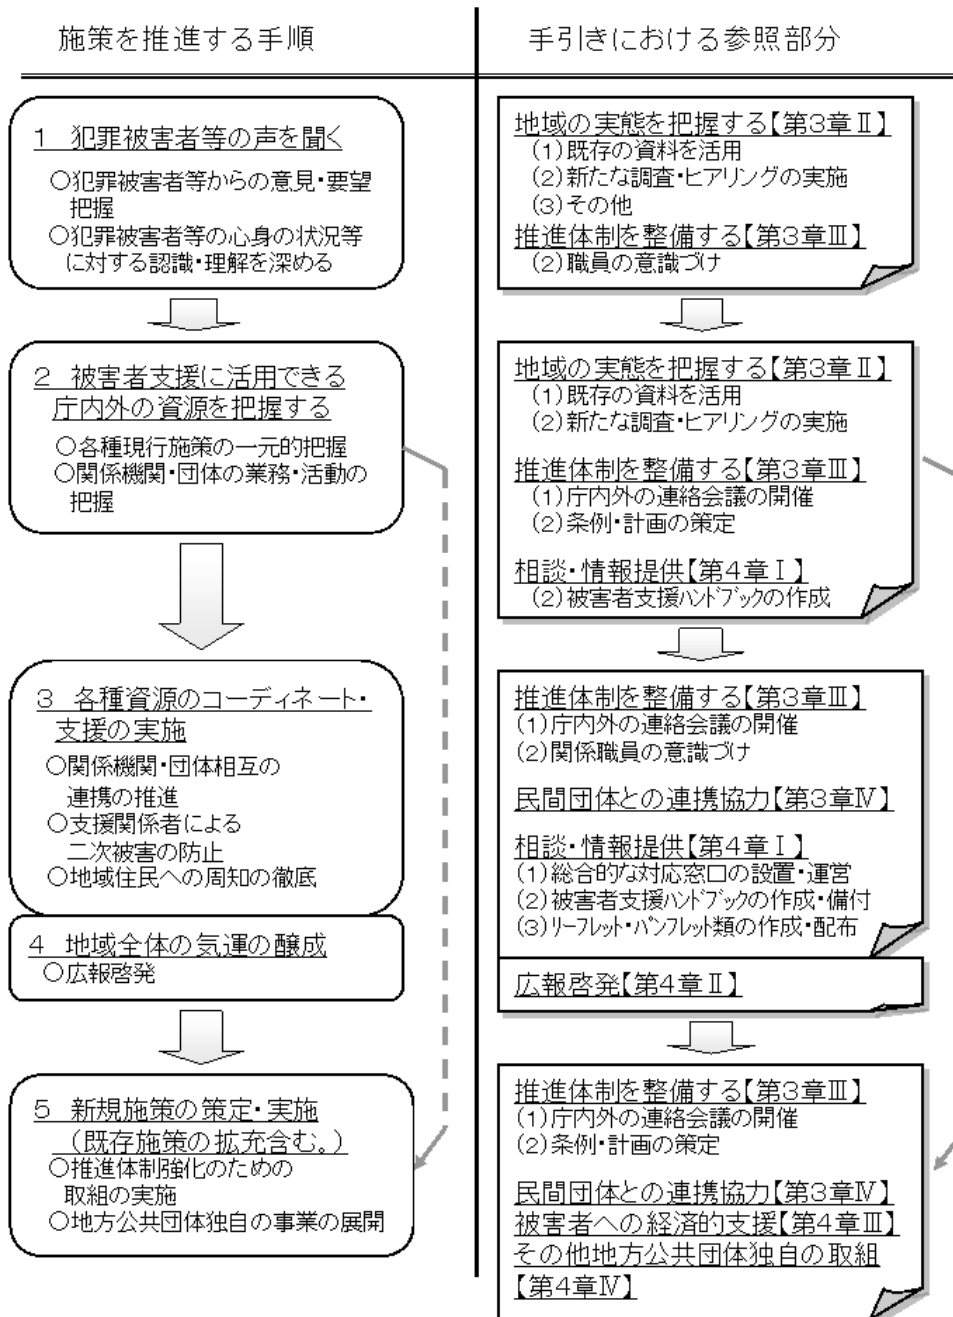 施策を推進する手順
1 犯罪被害者等の声を聞く
○犯罪被害者等からの意見・要望
把握
○犯罪被害者等の心身の状況等
に対する認識・理解を深める
2 被害者支援に活用できる
庁内外の資源を把握する
○各種現行施策の一元的把握
○関係機関・団体の業務・活動の
把握
3 各種資源のコーディネート・
支援の実施
○関係機関・団体相互の
連携の推進
○支援関係者による
二次被害の防止
○地域住民への周知の徹底
4 地域全体の気運の醸成
○広報啓発
5 新規施策の策定・実施
(既存施策の拡充含む。)
○推進体制強化のための
取組の実施
○地方公共団体独自の事業の展開
手引きにおける参照部分
地域の実態を把握する【第3章Ⅱ】
(1)既存の資料を活用
(2)新たな調査・ヒアリングの実施
(3)その他
推進体制を整備する【第3章Ⅲ】
(2)職員の意識づけ
地域の実態を把握する【第3章Ⅱ】
(1)既存の資料を活用
(2)新たな調査・ヒアリングの実施
推進体制を整備する【第3章Ⅲ】
(1)庁内外の連絡会議の開催
(2)条例・計画の策定
相談・情報提供【第4章Ⅰ】
(2)被害者支援ハンドブックの作成
推進体制を整備する【第3章Ⅲ】
(1)庁内外の連絡会議の開催
(2)関係職員の意識づけ
民間団体との連携協力【第3章Ⅳ】
相談・情報提供【第4章Ⅰ】
(1)総合的な対応窓口の設置・運営
(2)被害者支援ハンドブックの作成・備付
(3)リーフレット・パンフレット類の作成・配布
広報啓発【第4章Ⅱ】
推進体制を整備する【第3章Ⅲ】
(1)庁内外の連絡会議の開催
(2)条例・計画の策定
民間団体との連携協力【第3章Ⅳ】
被害者への経済的支援【第4章Ⅲ】
その他地方公共団体独自の取組
【第4章Ⅳ】